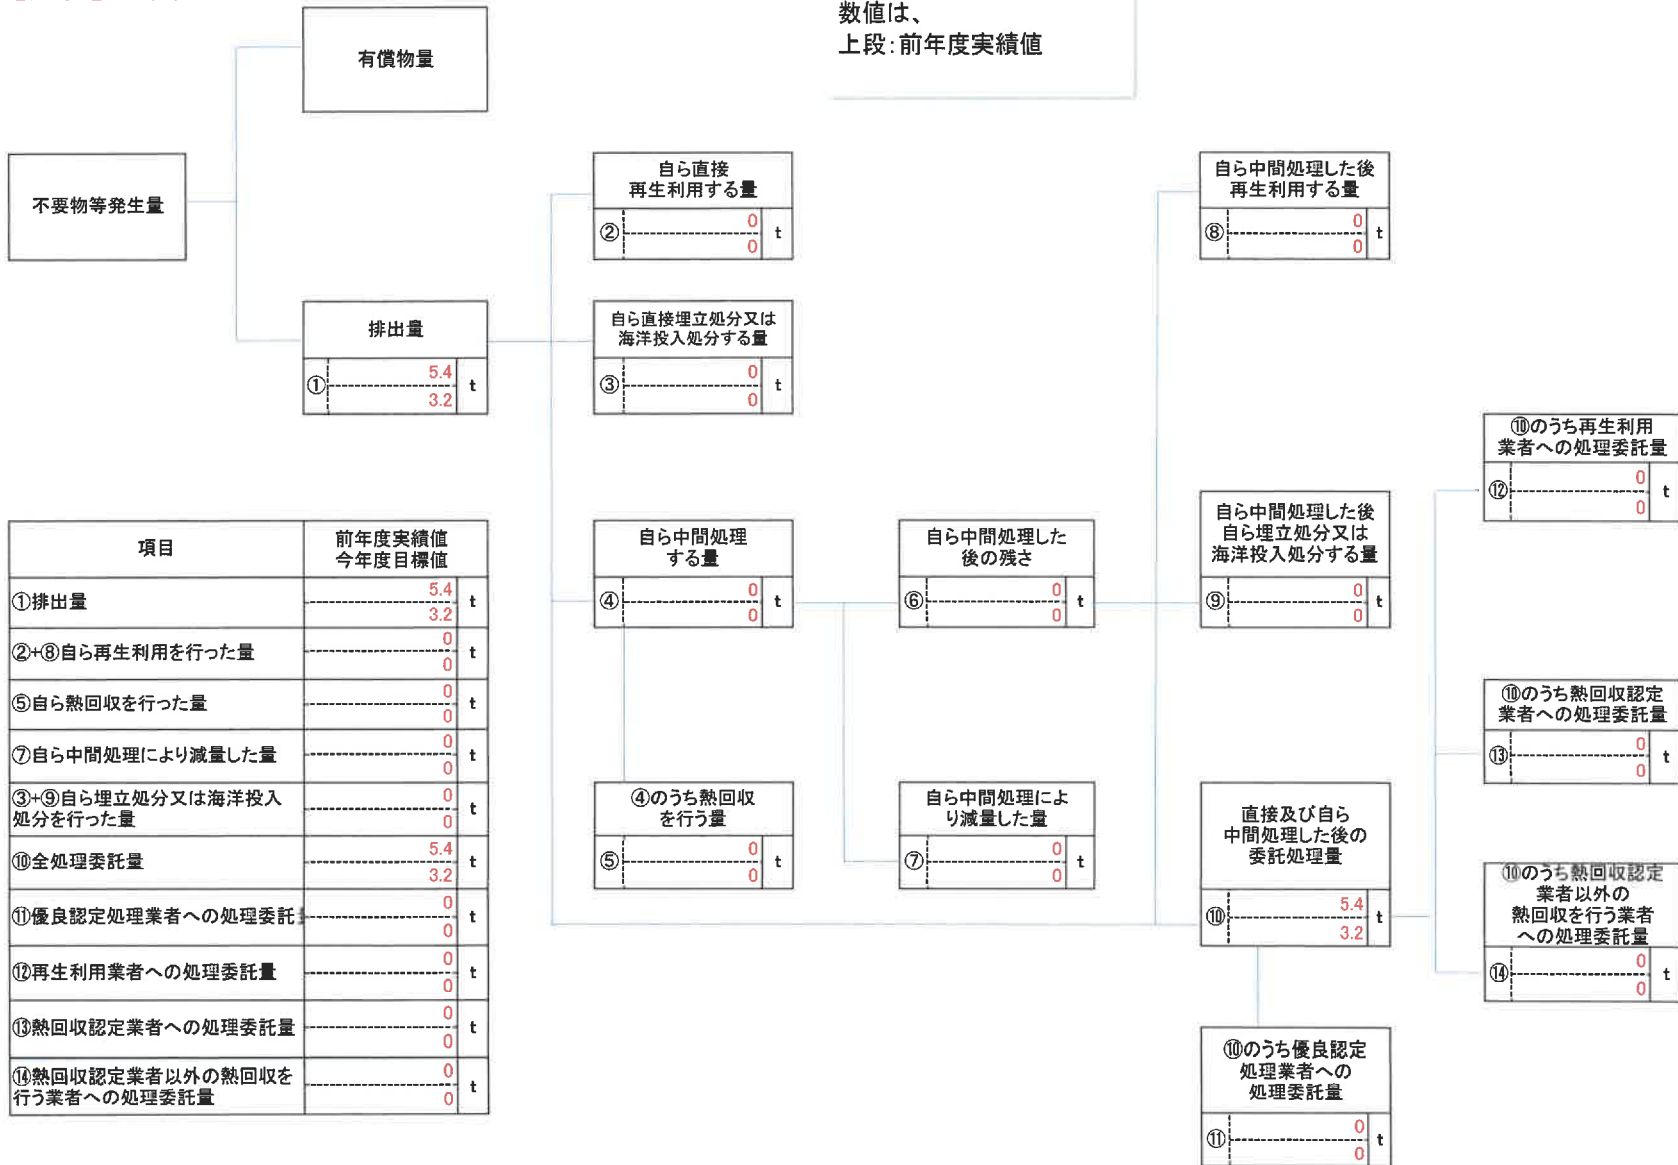 数値は、
上段:前年度実績値
有償物量
不要物等発生量
排出量
①
5.4
3.2
t
自ら直接
再生利用する量
②
0
0
t
自ら直接埋立処分又は
海洋投入処分する量
③
0
0
t
自ら中間処理
する量
④
0
0
t
④のうち熱回収
を行う量
⑤
0
0
t
自ら中間処理した
後の残さ
⑥
0
0
t
自ら中間処理によ
り減量した量
⑦
0
0
t
自ら中間処理した後
再生利用する量
⑧
0
0
t
自ら中間処理した後
自ら埋立処分又は
海洋投入処分する量
⑨
0
0
t
直接及び自ら
中間処理した後の
委託処理量
⑩
5.4
3.2
t
⑩のうち優良認定
処理業者への
処理委託量
⑪
0
0
t
⑩のうち再生利用
業者への処理委託量
⑫
0
0
t
⑩のうち熱回収認定
業者への処理委託量
⑬
0
0
t
⑩のうち熱回収認定
業者以外の
熱回収を行う業者
への処理委託量
⑭
0
0
t
項目
前年度実績値
今年度目標値
①排出量
5.4
3.2
t
②+⑧自ら再生利用を行った量
0
0
t
⑤自ら熱回収を行った量
0
0
t
⑦自ら中間処理により減量した量
0
0
t
③+⑨自ら埋立処分又は海洋投入
処分を行った量
0
0
t
⑩全処理委託量
5.4
3.2
t
⑪優良認定処理業者への処理委託
0
0
t
⑫再生利用業者への処理委託量
0
0
t
⑬熱回収認定業者への処理委託量
0
0
t
⑭熱回収認定業者以外の熱回収を
行う業者への処理委託量
0
0
t